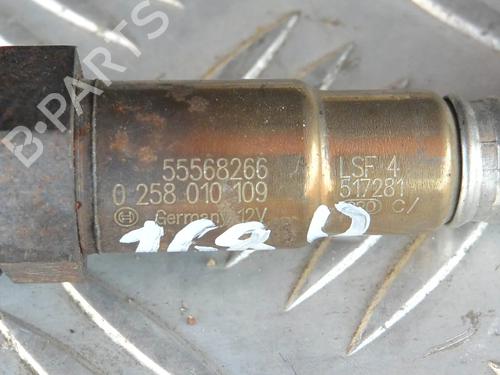 B-PARTS
55568266
0 258 010 109
Germany 12V
LSF 4
517281
C/